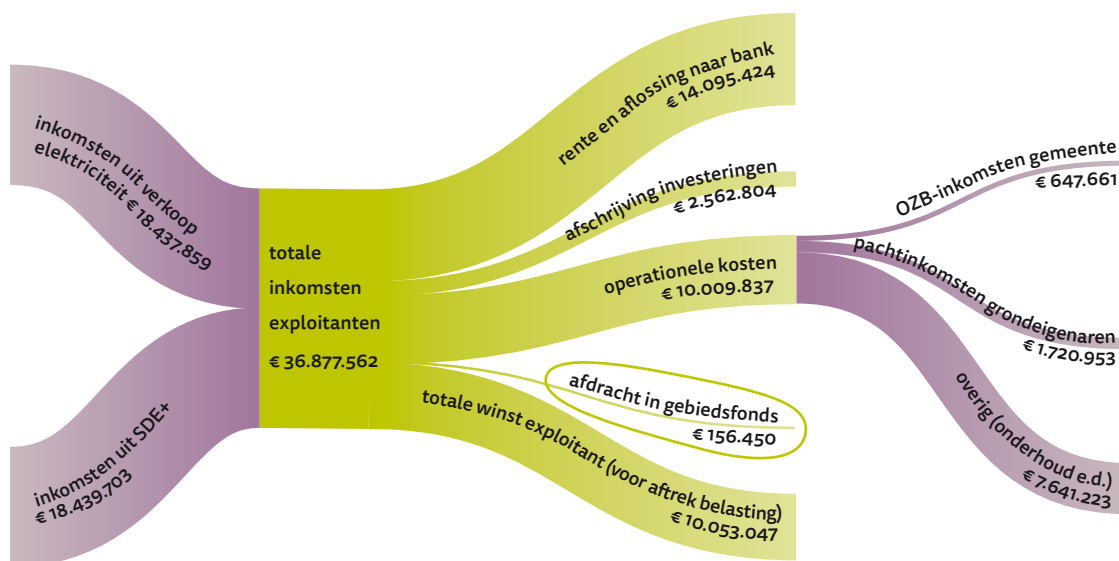 inkomsten uit verkoop
elektriciteit € 18.437.859
inkomsten uit SDE+
€ 18.439.703
totale
inkomsten
exploitanten
€ 36.877.562
rente en aflossing naar bank
€ 14.095.424
afschrijving investeringen
€ 2.562.804
operationele kosten
€ 10.009.837
afdracht in gebiedsfonds
€ 156.450
totale winst exploitant (voor aftrek belasting)
€ 10.053.047
OZB-inkomsten gemeente
€ 647.661
pachtinkomsten grondeigenaren
€ 1.720.953
overig (onderhoud e.d.)
€ 7.641.223